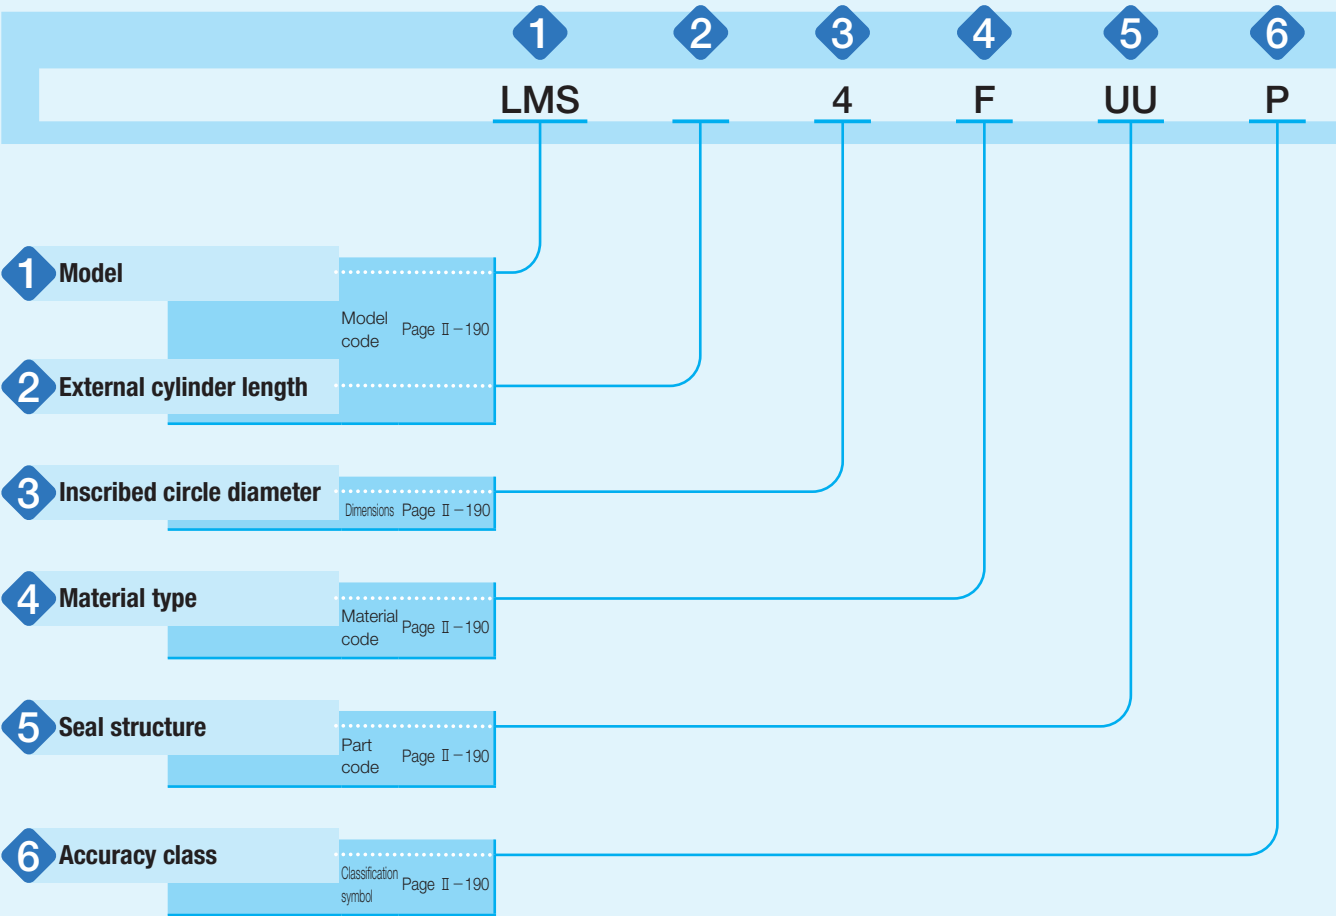 1 2 3 4 5 6
LMS 4 F UU P
1 Model
Model code Page Ⅱ－190
2 External cylinder length
3 Inscribed circle diameter
Dimensions Page Ⅱ－190
4 Material type
Material code Page Ⅱ－190
5 Seal structure
Part code Page Ⅱ－190
6 Accuracy class
Classification symbol Page Ⅱ－190